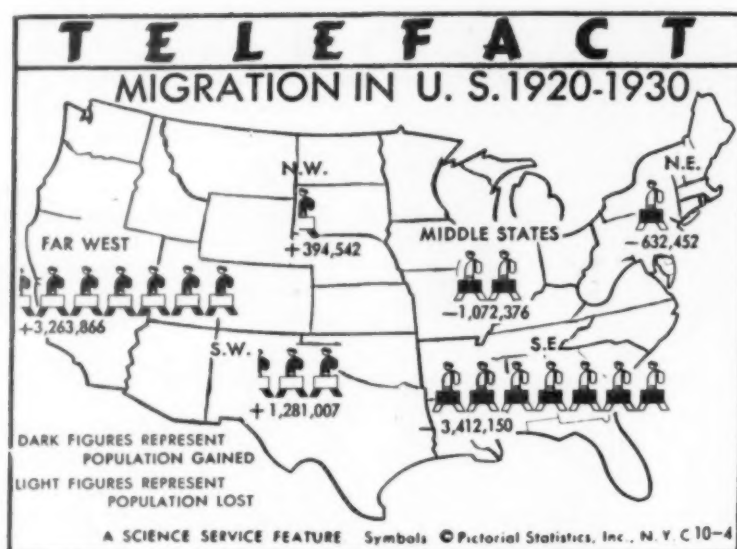 TELEFACT
MIGRATION IN U. S. 1920-1930
N.W.
+394,542
N.E.
-632,452
FAR WEST
+3,263,866
MIDDLE STATES
-1,072,376
S.W.
+1,281,007
S.E.
3,412,150
DARK FIGURES REPRESENT
POPULATION GAINED
LIGHT FIGURES REPRESENT
POPULATION LOST
A SCIENCE SERVICE FEATURE Symbols © Pictorial Statistics, Inc., N. Y. C 10-4